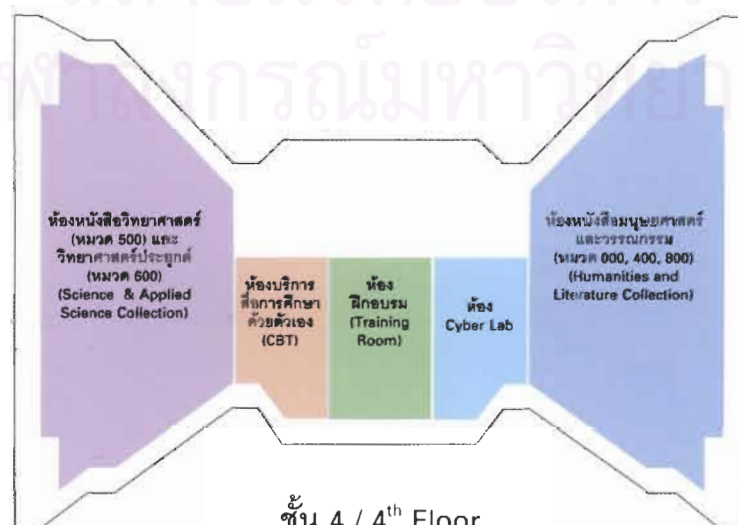 ห้องหนังสือวิทยาศาสตร์
(หมวด 500) และ
วิทยาศาสตร์ประยุกต์
(หมวด 600)
(Science & Applied
Science Collection)
ห้องบริการ
สื่อการศึกษา
ด้วยตัวเอง
(CBT)
ห้อง
ฝึกอบรม
(Training
Room)
ห้อง
Cyber Lab
ห้องหนังสือมนุษยศาสตร์
และวรรณกรรม
(หมวด 000, 400, 800)
(Humanities and
Literature Collection)
ชั้น 4 / 4th Floor